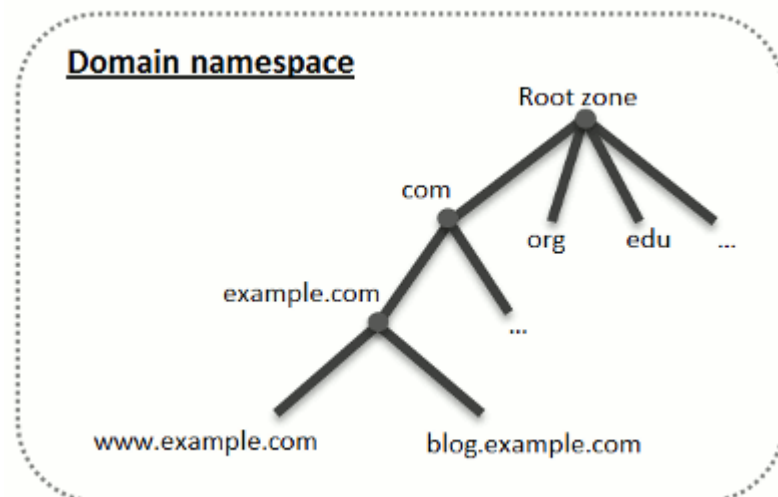 Domain namespace
Root zone
com
org
edu
...
example.com
...
www.example.com
blog.example.com